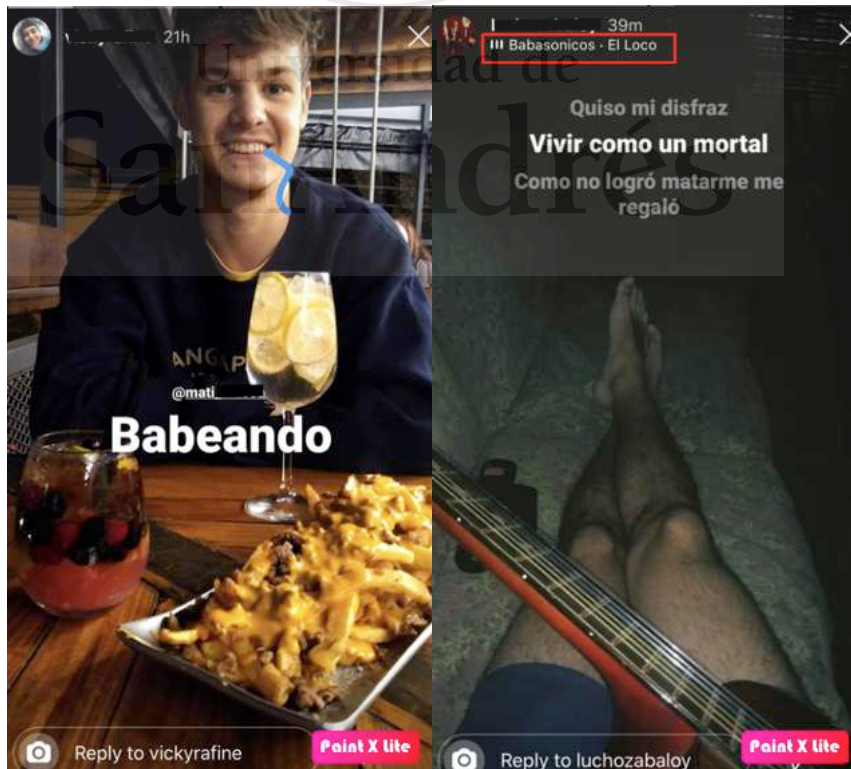 21h
@mati
Babeando
Reply to vickyrafine
Paint X lite
39m
Babasonicos · El Loco
Quiso mi disfraz
Vivir como un mortal
Como no logró matarme me
regaló
Reply to luchozabaloy
Paint X lite
Universidad de
San Andrés